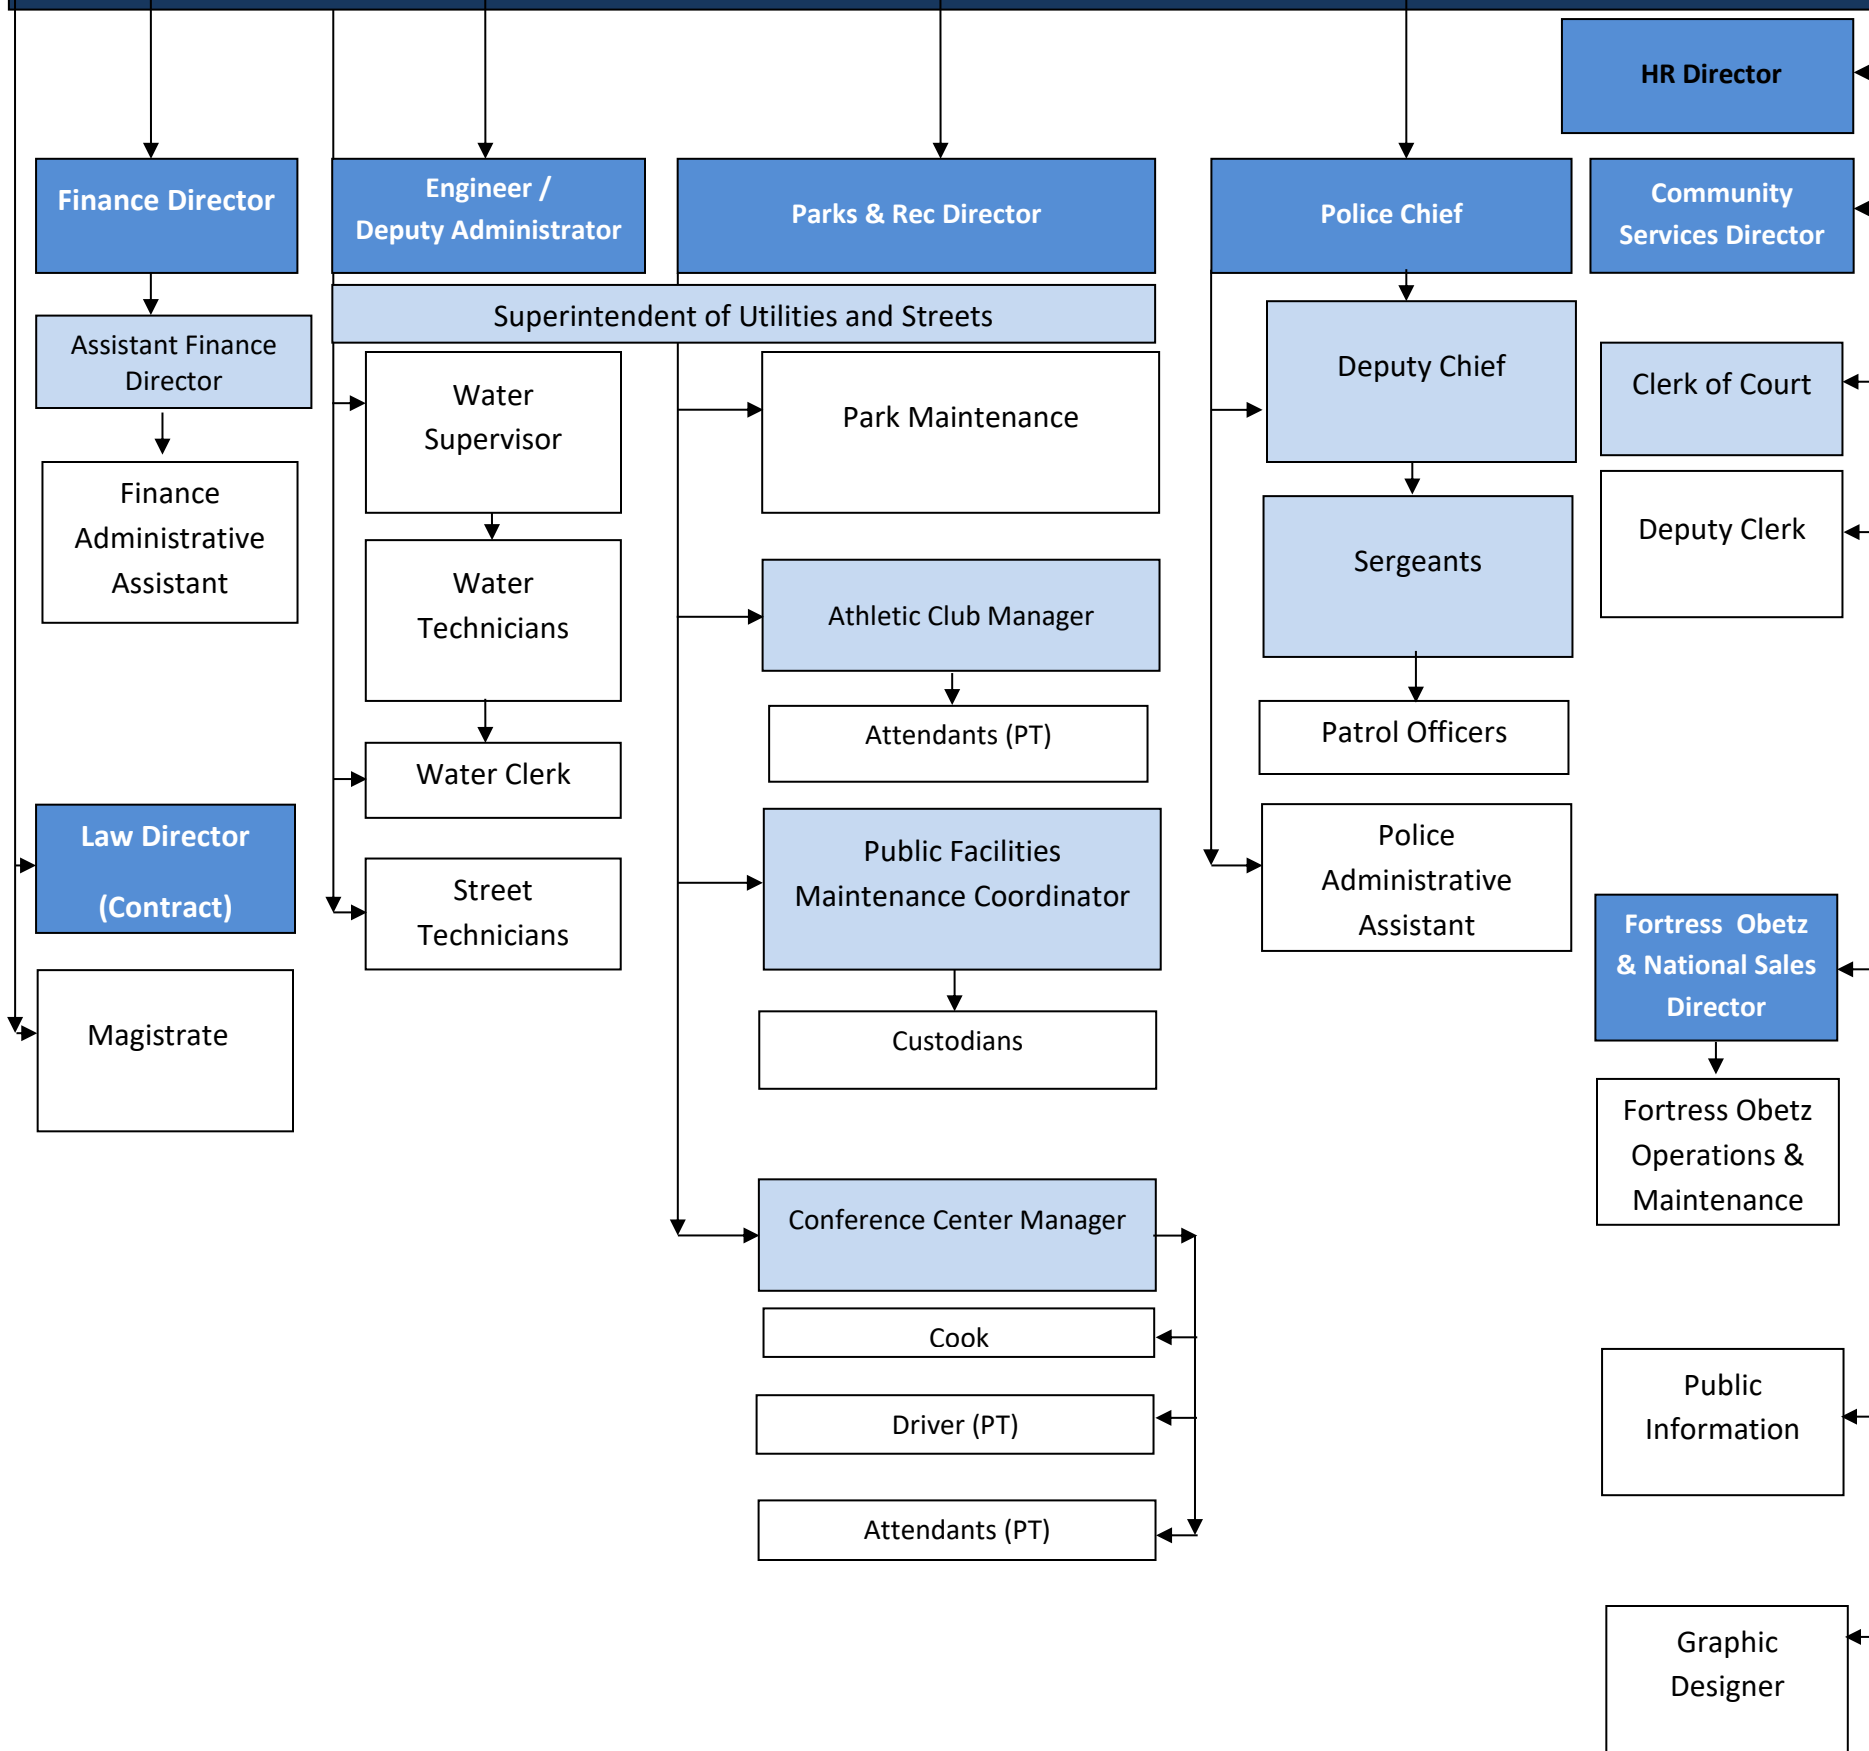 HR Director
Finance Director
Engineer /
Deputy Administrator
Parks & Rec Director
Police Chief
Community
Services Director
Superintendent of Utilities and Streets
Assistant Finance
Director
Finance
Administrative
Assistant
Law Director
(Contract)
Magistrate
Water
Supervisor
Water
Technicians
Water Clerk
Street
Technicians
Park Maintenance
Athletic Club Manager
Attendants (PT)
Public Facilities
Maintenance Coordinator
Custodians
Conference Center Manager
Cook
Driver (PT)
Attendants (PT)
Deputy Chief
Sergeants
Patrol Officers
Police
Administrative
Assistant
Clerk of Court
Deputy Clerk
Fortress  Obetz
& National Sales
Director
Fortress Obetz
Operations &
Maintenance
Public
Information
Graphic
Designer